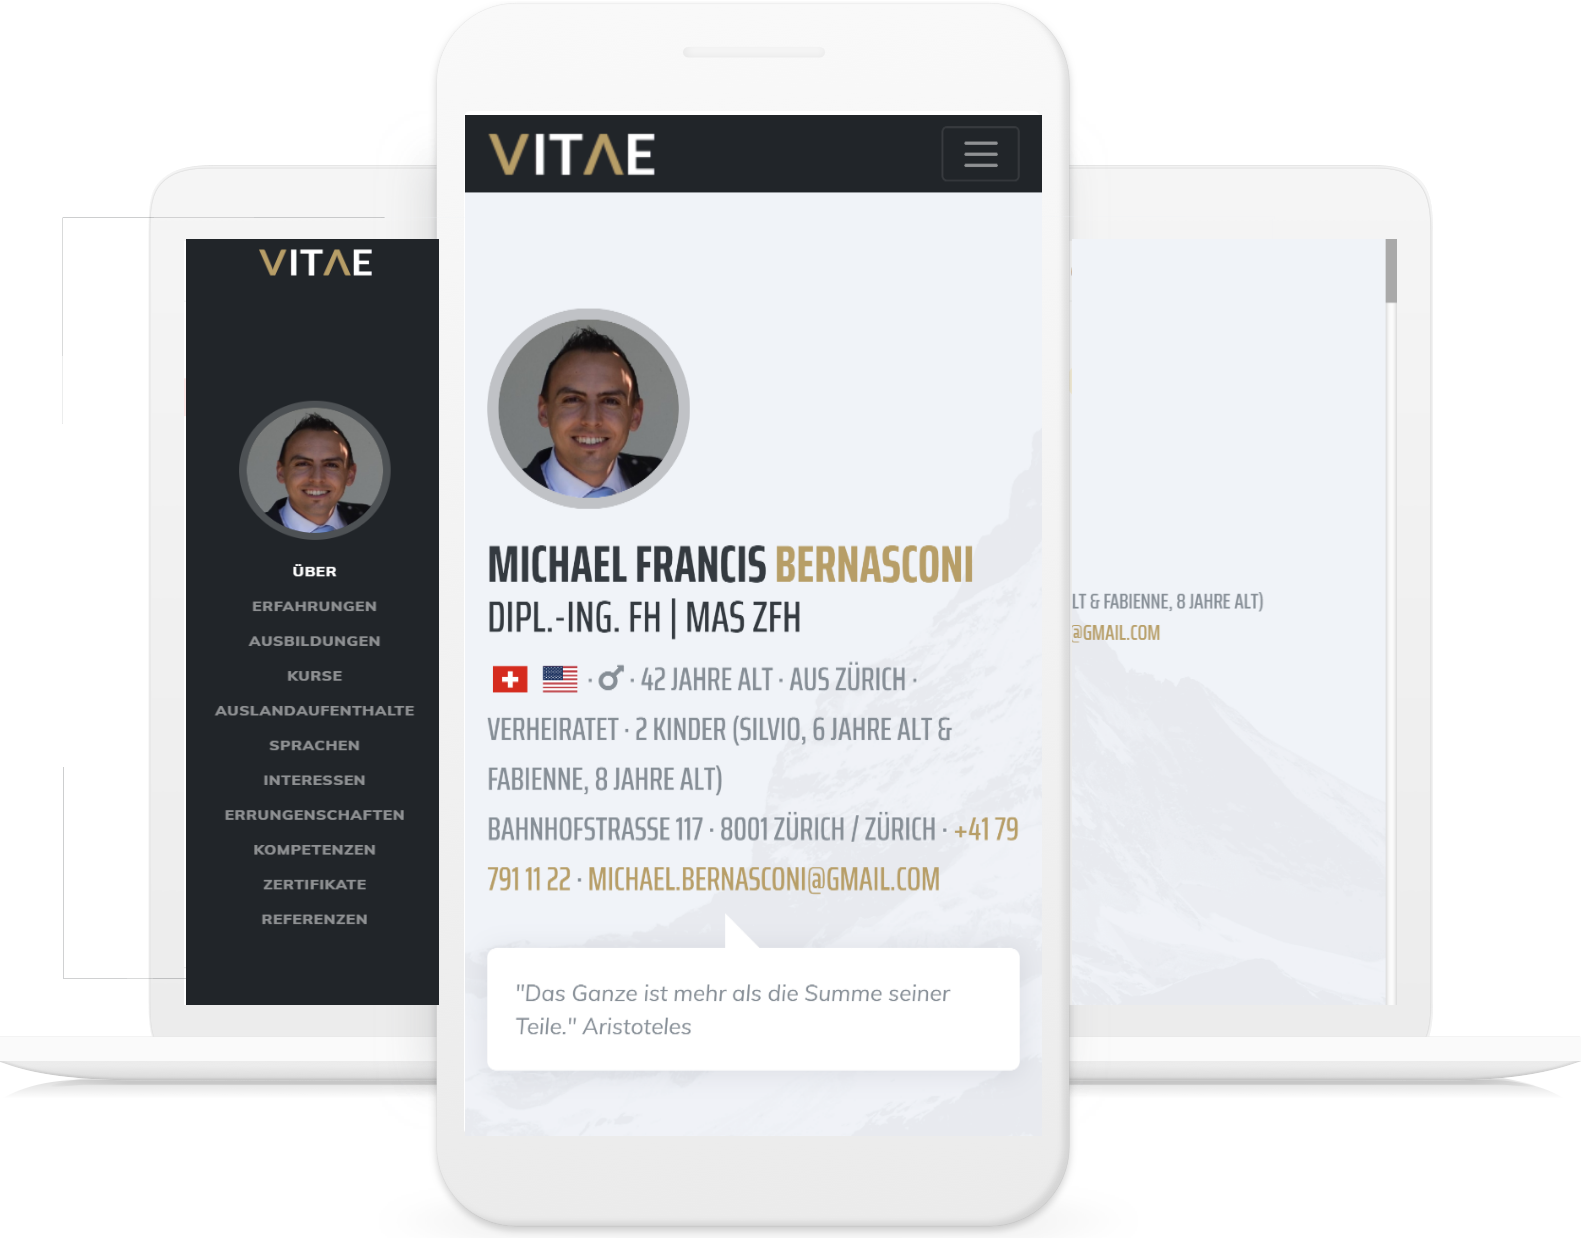 VITAE
MICHAEL FRANCIS BERNASCONI
DIPL.-ING. FH | MAS ZFH
· ♂ · 42 JAHRE ALT · AUS ZÜRICH ·
VERHEIRATET · 2 KINDER (SILVIO, 6 JAHRE ALT &
FABIENNE, 8 JAHRE ALT)
BAHNHOFSTRASSE 117 · 8001 ZÜRICH / ZÜRICH · +41 79
791 11 22 · MICHAEL.BERNASCONI@GMAIL.COM
"Das Ganze ist mehr als die Summe seiner
Teile." Aristoteles
VITAE
ÜBER
ERFAHRUNGEN
AUSBILDUNGEN
KURSE
AUSLANDAUFENTHALTE
SPRACHEN
INTERESSEN
ERRUNGENSCHAFTEN
KOMPETENZEN
ZERTIFIKATE
REFERENZEN
LT & FABIENNE, 8 JAHRE ALT)
@GMAIL.COM